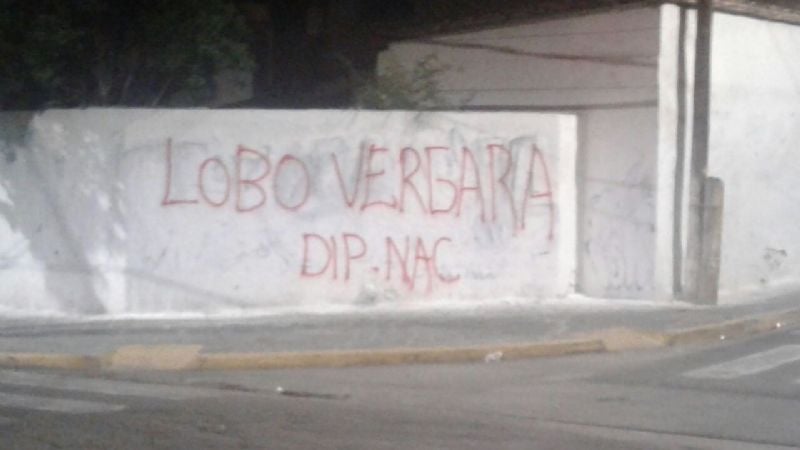 LOBO VERGARA
DIP. NAC